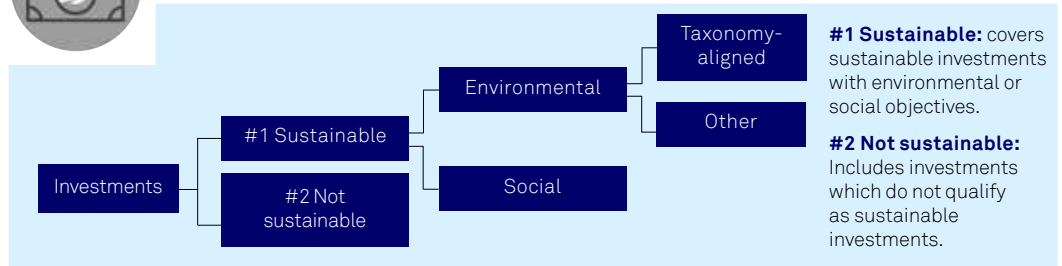 Investments
#1 Sustainable
#2 Not
sustainable
Environmental
Social
Taxonomy-
aligned
Other
#1 Sustainable: covers
sustainable investments
with environmental or
social objectives.
#2 Not sustainable:
Includes investments
which do not qualify
as sustainable
investments.